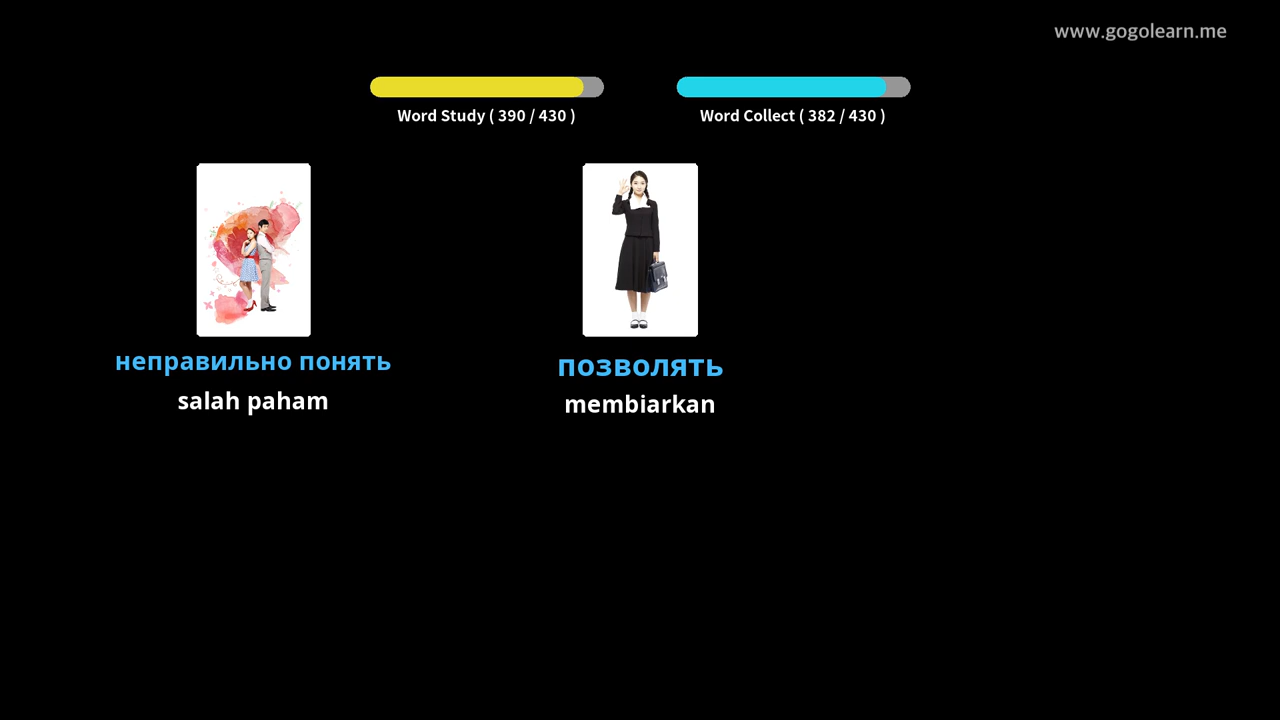 www.gogolearn.me
Word Study ( 390 / 430 )
Word Collect ( 382 / 430 )
неправильно понять
salah paham
позволять
membiarkan